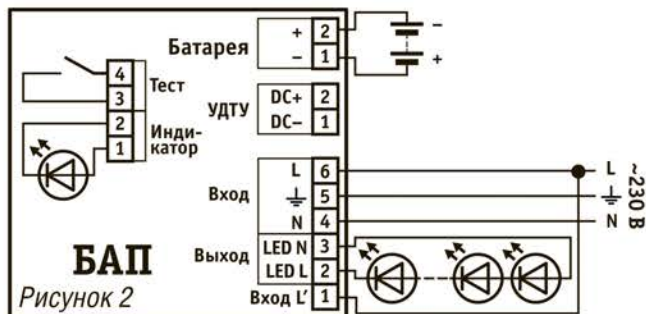 Батарея
+ 2
− 1
−
+
4
3
Тест
2
1
Инди-
катор
УДТУ
DC+ 2
DC− 1
Вход
L 6
5
N 4
L
N
~230 В
Выход
LED N 3
LED L 2
Вход L′ 1
БАП
Рисунок 2